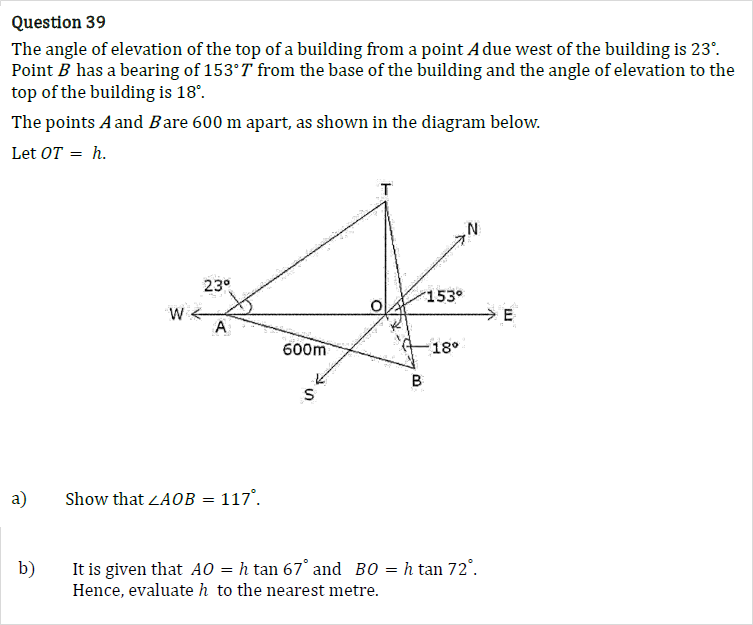 Question 39
The angle of elevation of the top of a building from a point A due west of the building is 23°.
Point B has a bearing of 153°T from the base of the building and the angle of elevation to the
top of the building is 18°.
The points A and B are 600 m apart, as shown in the diagram below.
Let OT = h.
T
N
23°
153°
O
W
E
A
600m
18°
B
S
a) Show that ∠AOB = 117°.
b) It is given that AO = h tan 67° and BO = h tan 72°.
Hence, evaluate h to the nearest metre.